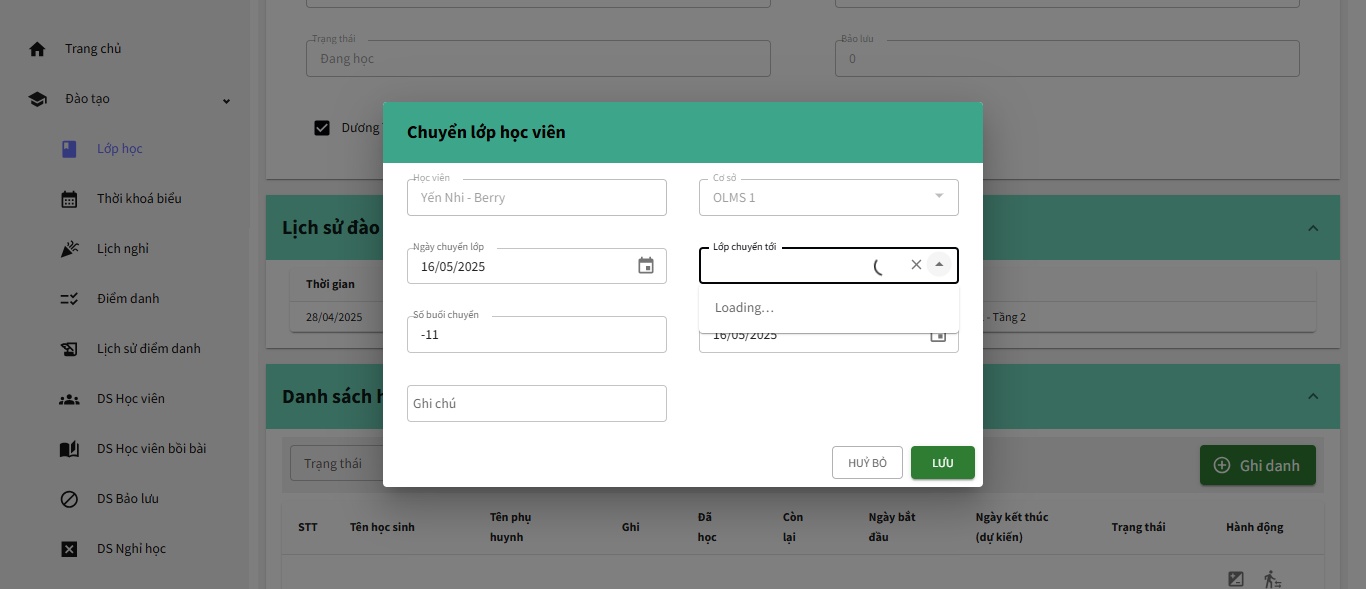 Trang chủ
Đào tạo
Lớp học
Thời khoá biểu
Lịch nghỉ
Điểm danh
Lịch sử điểm danh
DS Học viên
DS Học viên bồi bài
DS Bảo lưu
DS Nghỉ học
Trạng thái
Đang học
Bảo lưu
0
Dương
Chuyển lớp học viên
Học viên
Yến Nhi - Berry
Cơ sở
OLMS 1
Ngày chuyển lớp
16/05/2025
Lớp chuyển tới
Loading…
Số buổi chuyển
-11
16/05/2025
Ghi chú
HUỶ BỎ
LƯU
Lịch sử đào
Thời gian
28/04/2025
- Tầng 2
Danh sách
Trạng thái
Ghi danh
STT
Tên học sinh
Tên phụ huynh
Ghi
Đã học
Còn lại
Ngày bắt đầu
Ngày kết thúc (dự kiến)
Trạng thái
Hành động